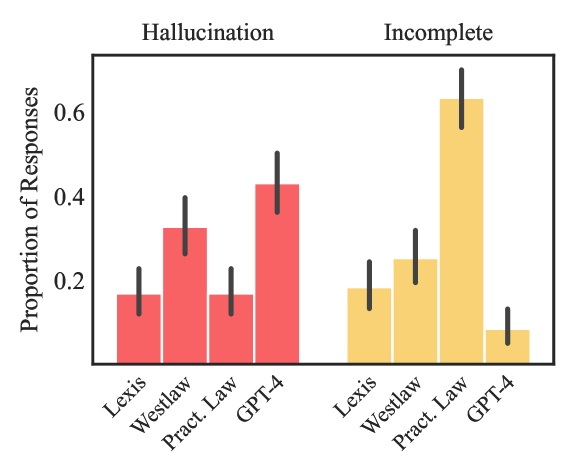 Hallucination Incomplete
Proportion of Responses
0.6
0.4
0.2
Lexis Westlaw Pract. Law GPT-4 Lexis Westlaw Pract. Law GPT-4